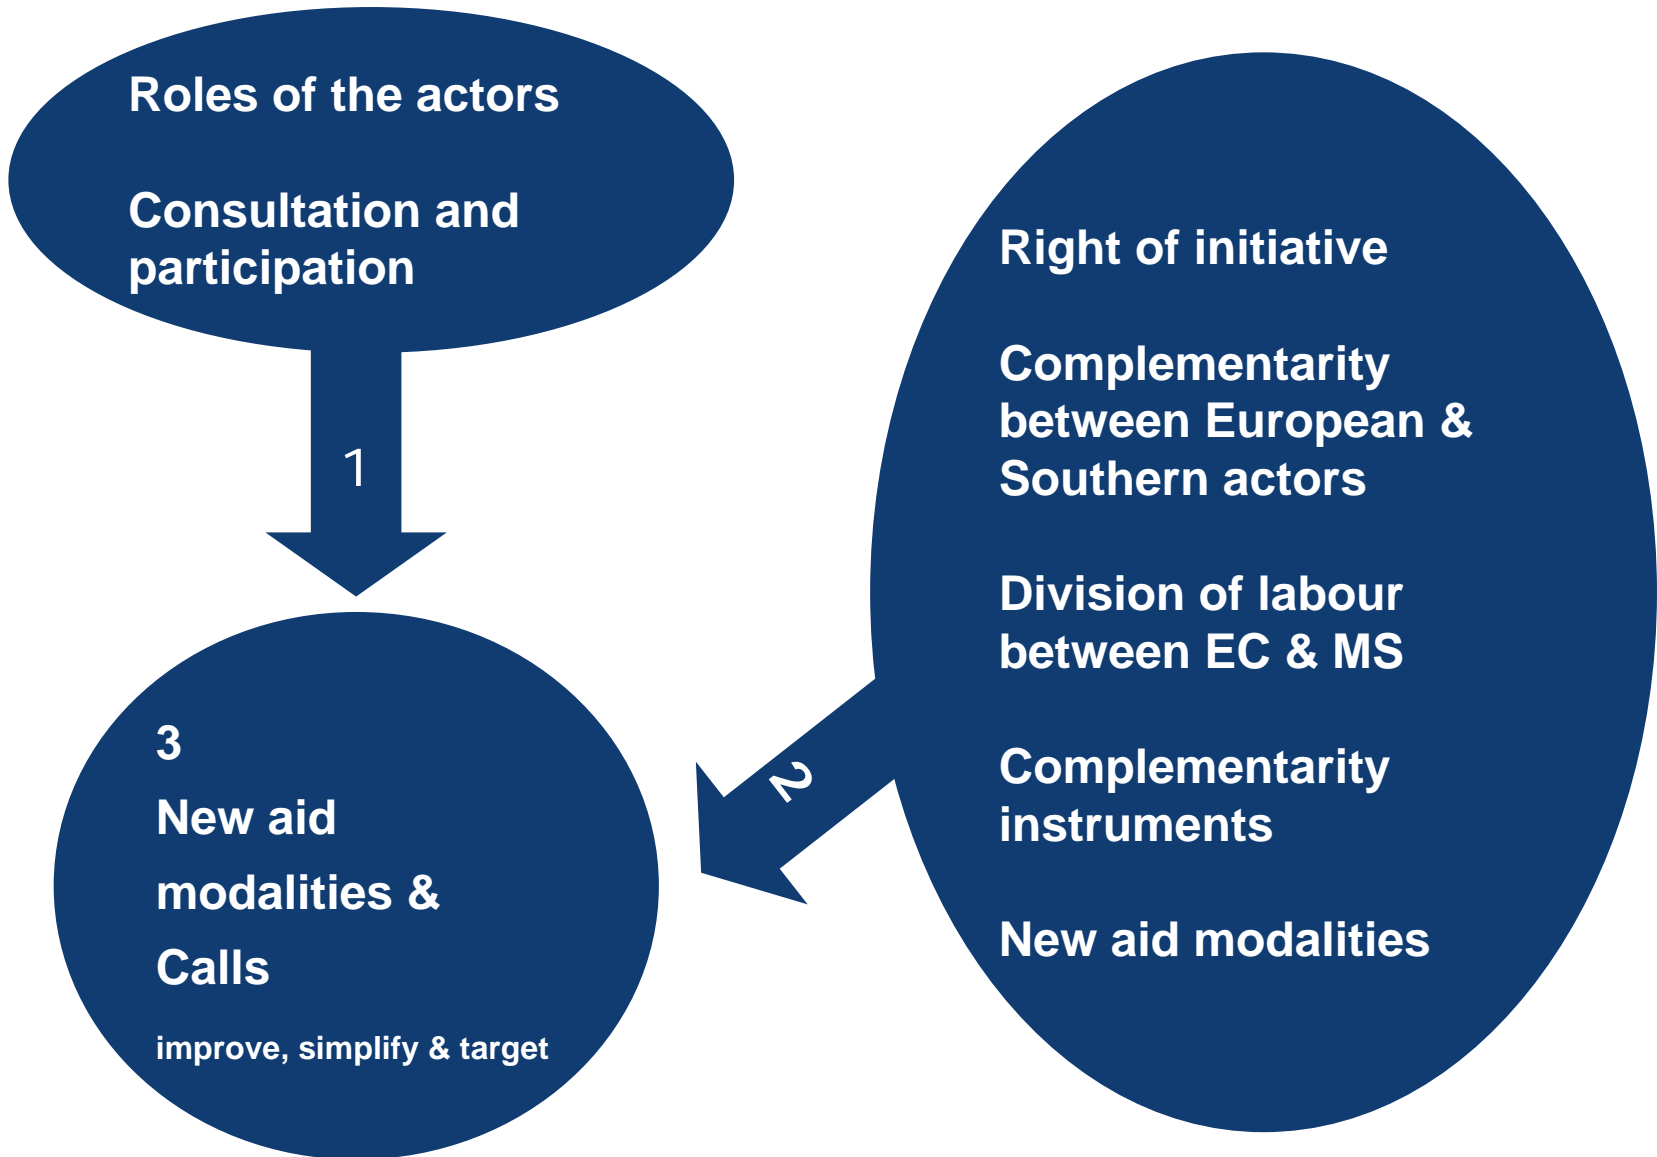 Roles of the actors
Consultation and
participation
1
Right of initiative
Complementarity
between European &
Southern actors
Division of labour
between EC & MS
Complementarity
instruments
New aid modalities
2
3
New aid
modalities &
Calls
improve, simplify & target